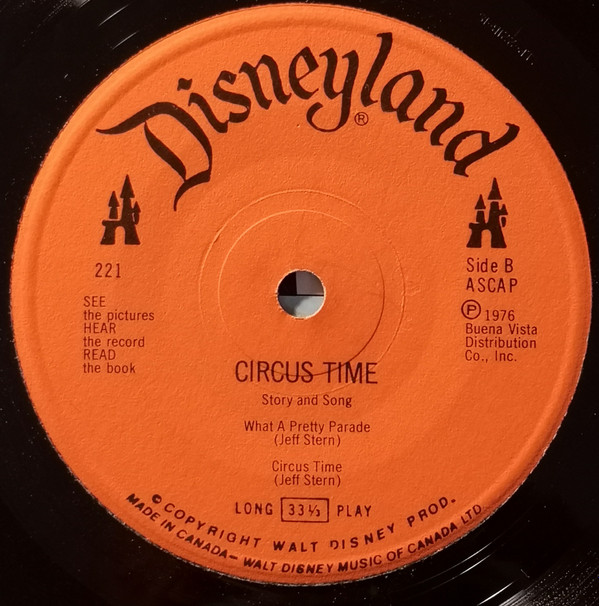 Disneyland
®
221
SEE
the pictures
HEAR
the record
READ
the book
Side B
ASCAP
Ⓟ 1976
Buena Vista
Distribution
Co., Inc.
CIRCUS TIME
Story and Song
What A Pretty Parade
(Jeff Stern)
Circus Time
(Jeff Stern)
LONG 33⅓ PLAY
© COPYRIGHT WALT DISNEY PROD.
MADE IN CANADA – WALT DISNEY MUSIC OF CANADA LTD.